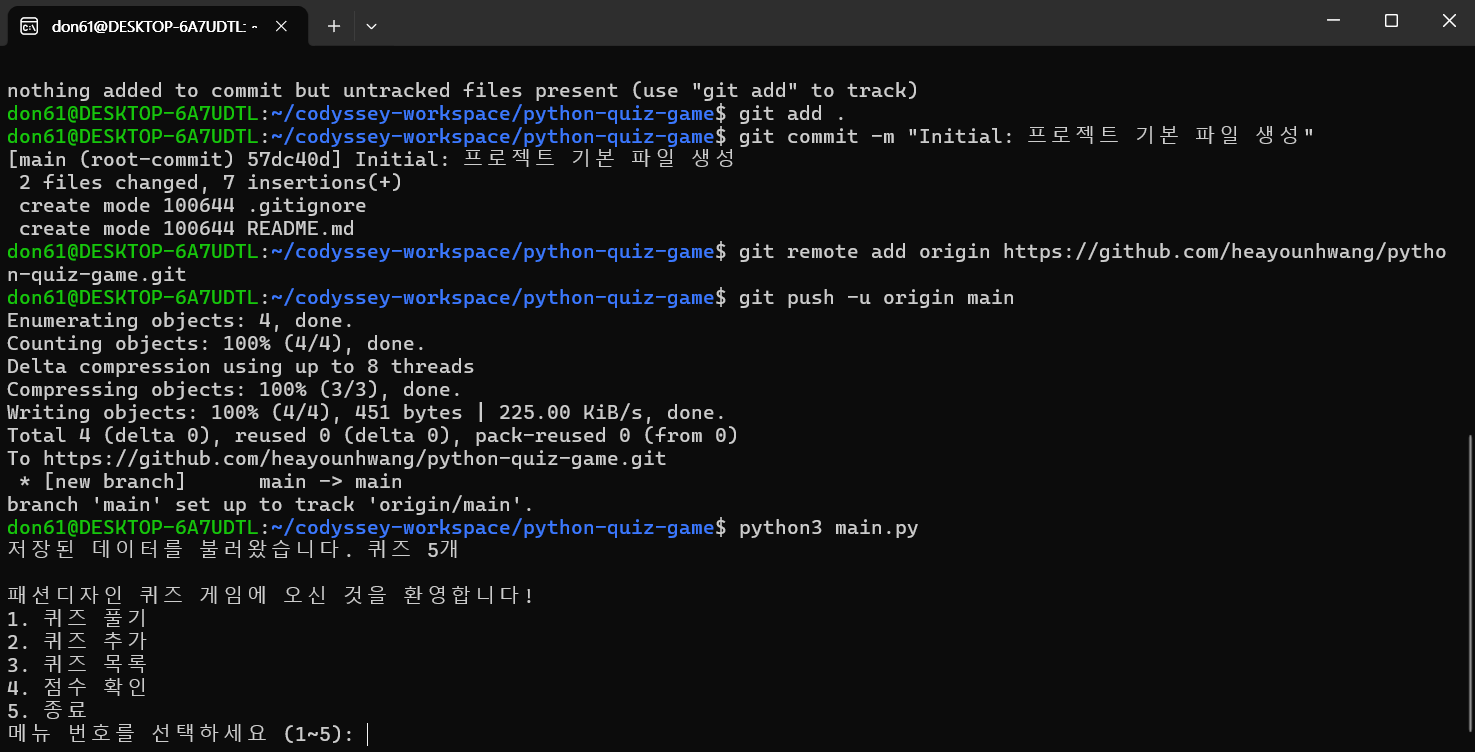 don61@DESKTOP-6A7UDTL: ~
nothing added to commit but untracked files present (use "git add" to track)
don61@DESKTOP-6A7UDTL:~/codyssey-workspace/python-quiz-game$ git add .
don61@DESKTOP-6A7UDTL:~/codyssey-workspace/python-quiz-game$ git commit -m "Initial: 프로젝트 기본 파일 생성"
[main (root-commit) 57dc40d] Initial: 프로젝트 기본 파일 생성
 2 files changed, 7 insertions(+)
 create mode 100644 .gitignore
 create mode 100644 README.md
don61@DESKTOP-6A7UDTL:~/codyssey-workspace/python-quiz-game$ git remote add origin https://github.com/heayounhwang/pytho
n-quiz-game.git
don61@DESKTOP-6A7UDTL:~/codyssey-workspace/python-quiz-game$ git push -u origin main
Enumerating objects: 4, done.
Counting objects: 100% (4/4), done.
Delta compression using up to 8 threads
Compressing objects: 100% (3/3), done.
Writing objects: 100% (4/4), 451 bytes | 225.00 KiB/s, done.
Total 4 (delta 0), reused 0 (delta 0), pack-reused 0 (from 0)
To https://github.com/heayounhwang/python-quiz-game.git
 * [new branch]      main -> main
branch 'main' set up to track 'origin/main'.
don61@DESKTOP-6A7UDTL:~/codyssey-workspace/python-quiz-game$ python3 main.py
저장된 데이터를 불러왔습니다. 퀴즈 5개
패션디자인 퀴즈 게임에 오신 것을 환영합니다!
1. 퀴즈 풀기
2. 퀴즈 추가
3. 퀴즈 목록
4. 점수 확인
5. 종료
메뉴 번호를 선택하세요 (1~5):